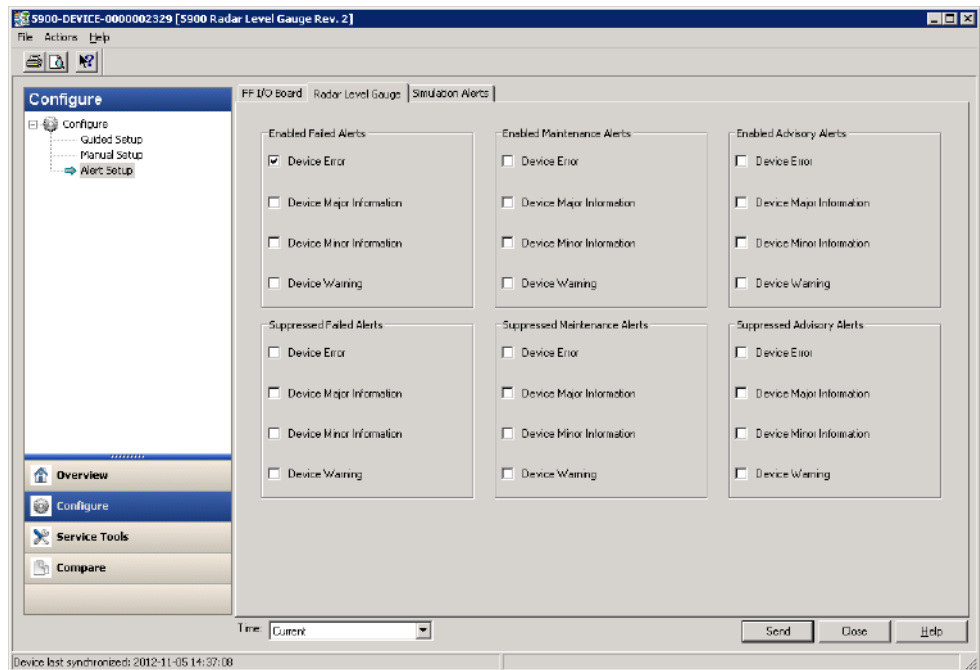 5900-DEVICE-0000002329 [5900 Radar Level Gauge Rev. 2]
File Actions Help
Configure
Configure
Guided Setup
Manual Setup
Alert Setup
Overview
Configure
Service Tools
Compare
FF I/O Board Radar Level Gauge Simulation Alerts
Enabled Failed Alerts
Device Error
Device Major Information
Device Minor Information
Device Warning
Enabled Maintenance Alerts
Device Error
Device Major Information
Device Minor Information
Device Warning
Enabled Advisory Alerts
Device Error
Device Major Information
Device Minor Information
Device Warning
Suppressed Failed Alerts
Device Error
Device Major Information
Device Minor Information
Device Warning
Suppressed Maintenance Alerts
Device Error
Device Major Information
Device Minor Information
Device Warning
Suppressed Advisory Alerts
Device Error
Device Major Information
Device Minor Information
Device Warning
Time: Current
Send Close Help
Device last synchronized: 2012-11-05 14:37:08